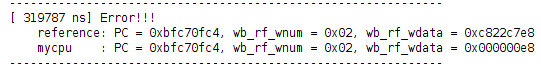 --------------------------------------------------------------
[ 319787 ns] Error!!!
reference: PC = 0xbfc70fc4, wb_rf_wnum = 0x02, wb_rf_wdata = 0xc822c7e8
mycpu    : PC = 0xbfc70fc4, wb_rf_wnum = 0x02, wb_rf_wdata = 0x000000e8
--------------------------------------------------------------